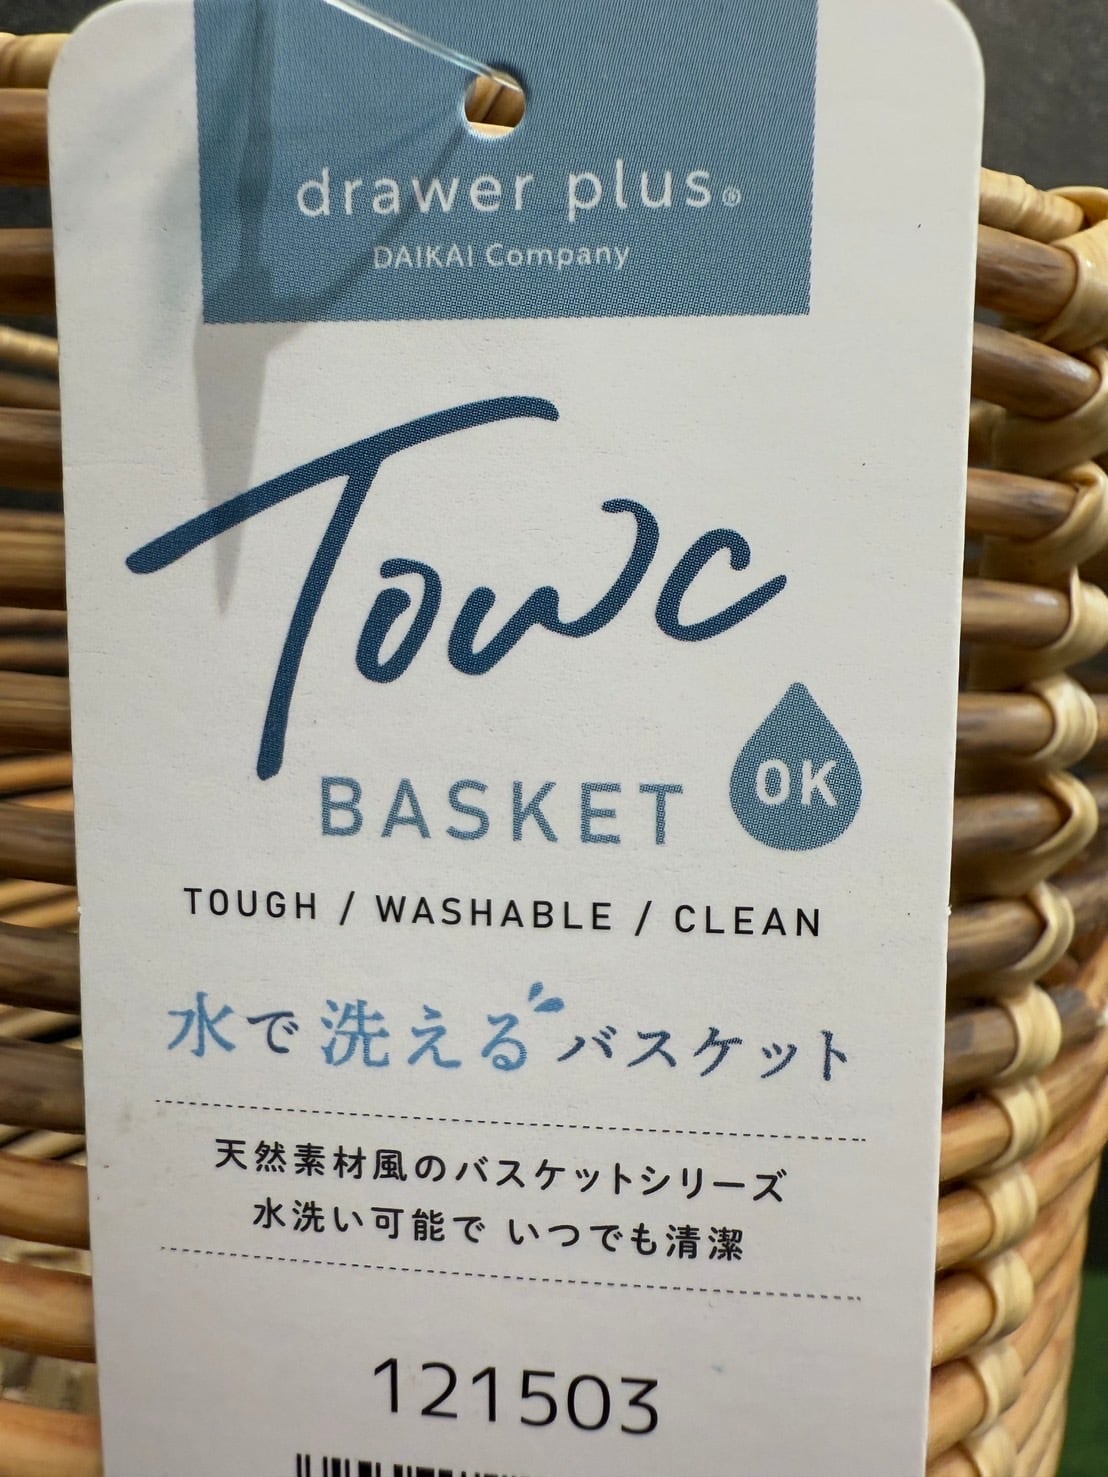 drawer plus®
DAIKAI Company
Towc
BASKET
OK
TOUGH / WASHABLE / CLEAN
水で洗えるバスケット
天然素材風のバスケットシリーズ
水洗い可能で いつでも清潔
121503